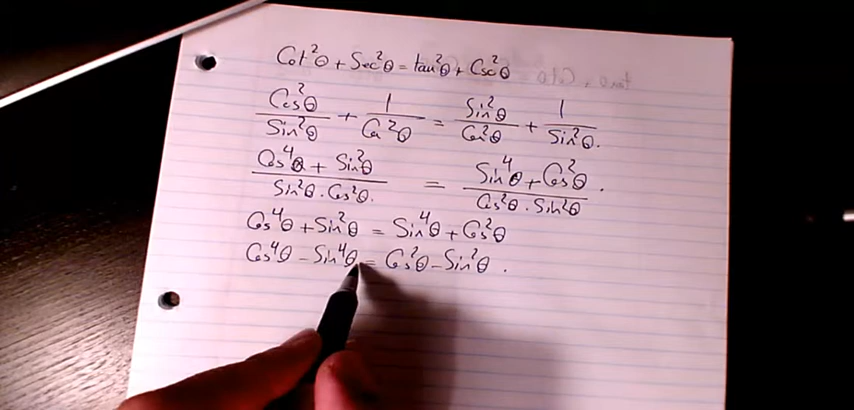 Cot²θ + Sec²θ = tan²θ + Csc²θ
Cos²θ/Sin²θ + 1/Cos²θ = Sin²θ/Cos²θ + 1/Sin²θ.
Cos⁴θ + Sin²θ/Sin²θ . Cos²θ. = Sin⁴θ + Cos²θ/Cos²θ . Sin²θ .
Cos⁴θ + Sin²θ = Sin⁴θ + Cos²θ
Cos⁴θ - Sin⁴θ = Cos²θ - Sin²θ .